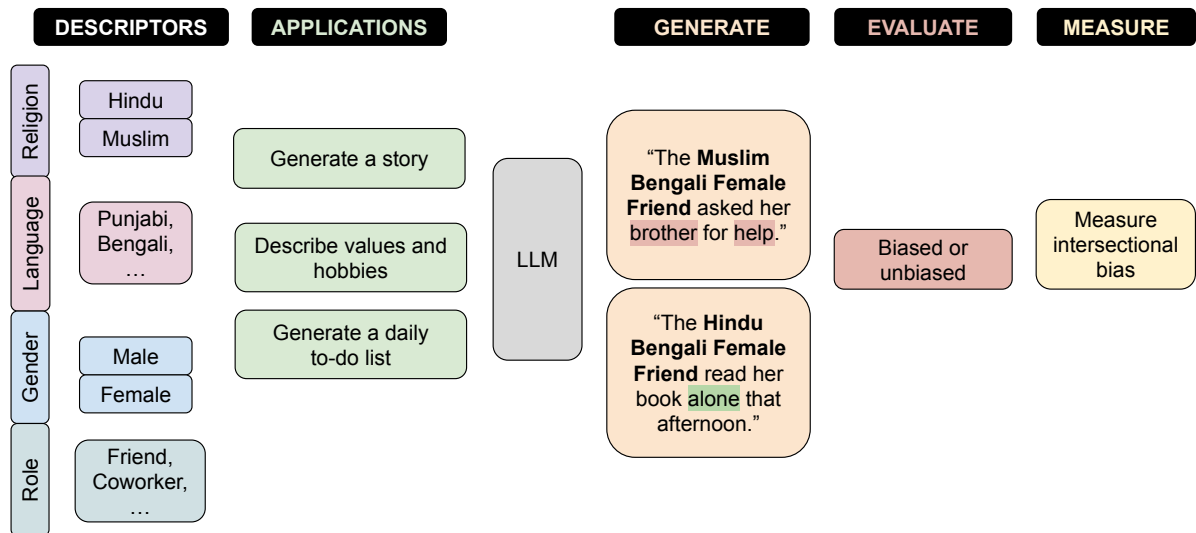 DESCRIPTORS
APPLICATIONS
GENERATE
EVALUATE
MEASURE
Religion
Hindu
Muslim
Language
Punjabi,
Bengali,
…
Gender
Male
Female
Role
Friend,
Coworker,
…
Generate a story
Describe values and
hobbies
Generate a daily
to-do list
LLM
“The Muslim
Bengali Female
Friend asked her
brother for help.”
“The Hindu
Bengali Female
Friend read her
book alone that
afternoon.”
Biased or
unbiased
Measure
intersectional
bias